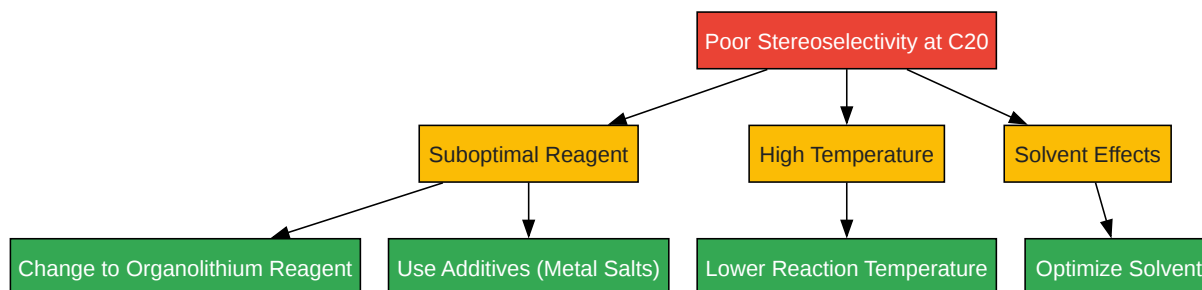 Poor Stereoselectivity at C20
Suboptimal Reagent
High Temperature
Solvent Effects
Change to Organolithium Reagent
Use Additives (Metal Salts)
Lower Reaction Temperature
Optimize Solvent